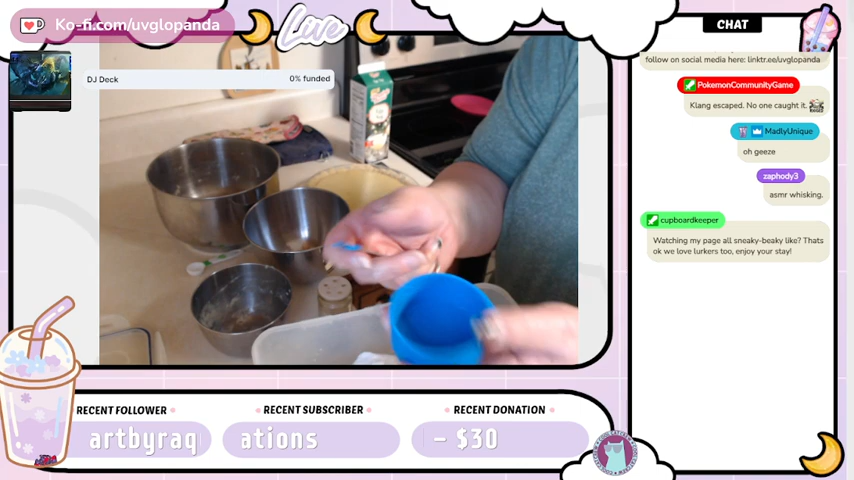 Ko-fi.com/uvglopanda
Live
CHAT
follow on social media here: linktr.ee/uvglopanda
DJ Deck
0% funded
PokemonCommunityGame
Klang escaped. No one caught it.
MadlyUnique
oh geeze
zaphody3
asmr whisking.
cupboardkeeper
Watching my page all sneaky-beaky like? Thats
ok we love lurkers too, enjoy your stay!
RECENT FOLLOWER
RECENT SUBSCRIBER
RECENT DONATION
artbyraq
ations
- $30